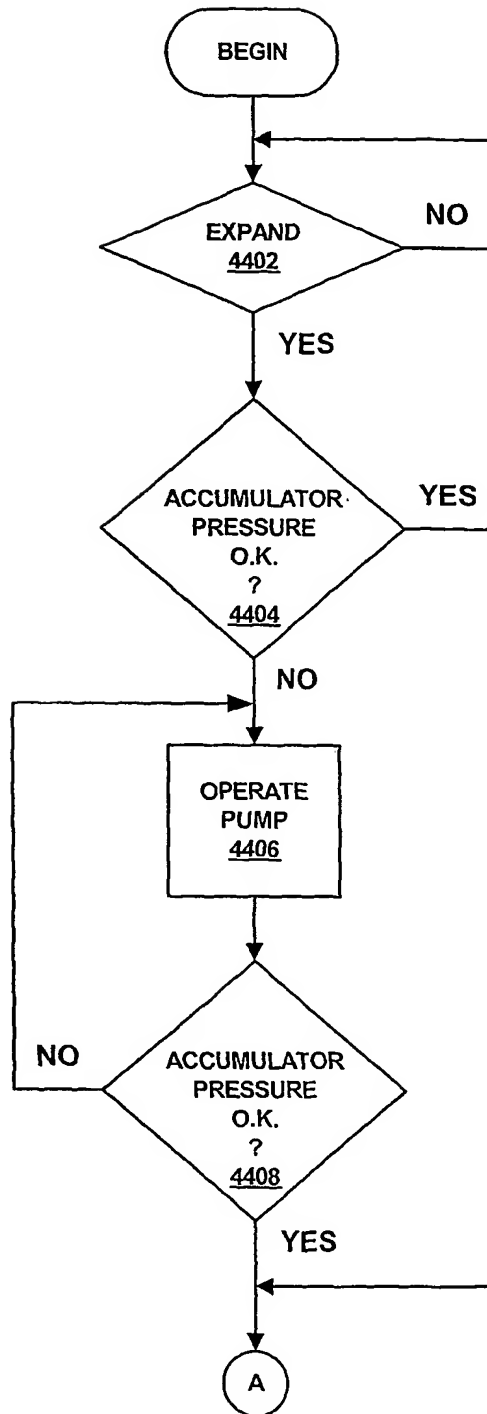 BEGIN
NO
EXPAND
4402
YES
ACCUMULATOR
PRESSURE
O.K.
?
4404
YES
NO
OPERATE
PUMP
4406
NO
ACCUMULATOR
PRESSURE
O.K.
?
4408
YES
A